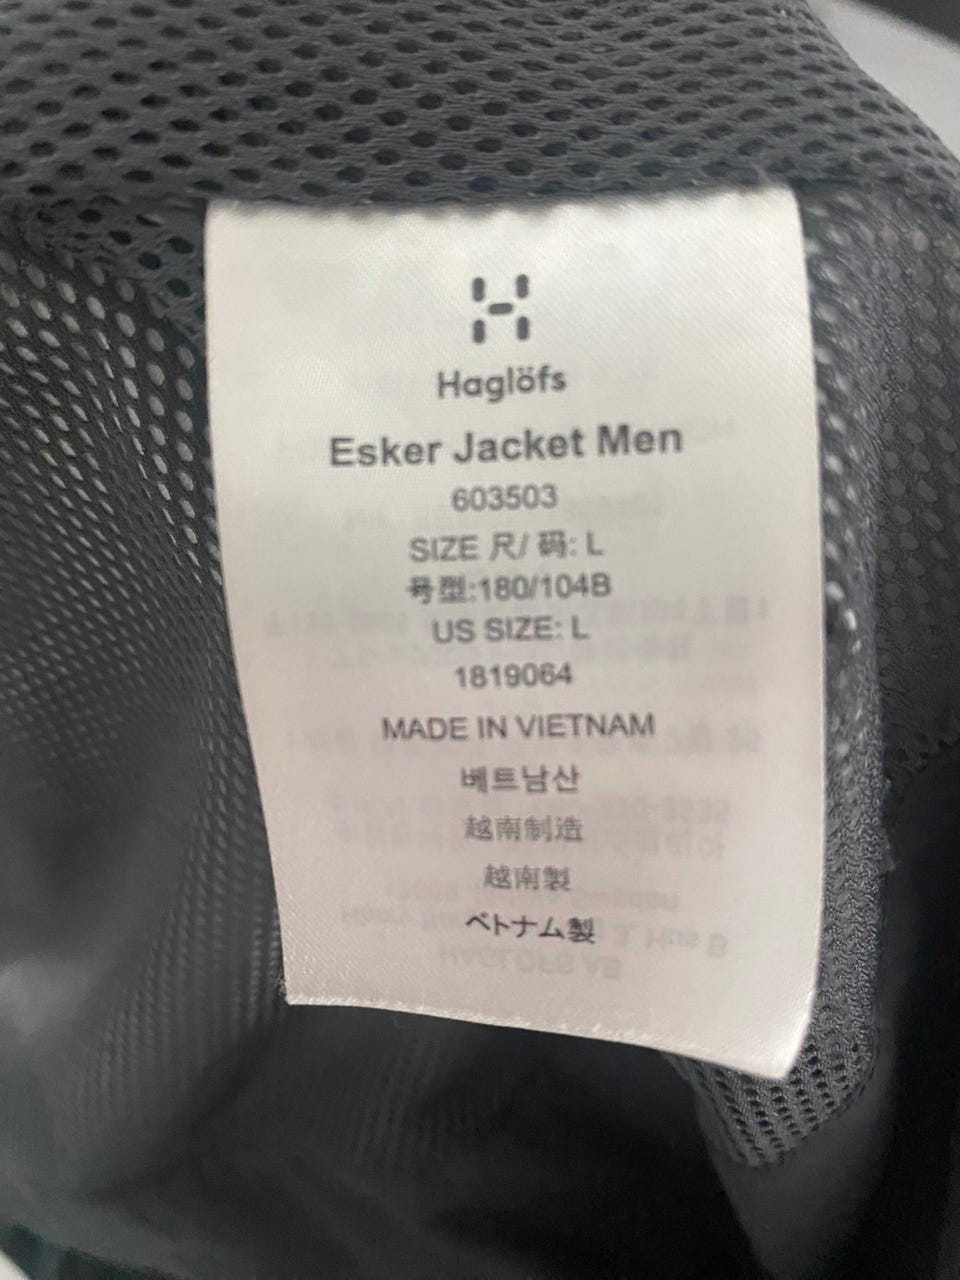 Haglöfs
Esker Jacket Men
603503
SIZE 尺/ 码: L
号型:180/104B
US SIZE: L
1819064
MADE IN VIETNAM
베트남산
越南制造
越南製
ベトナム製